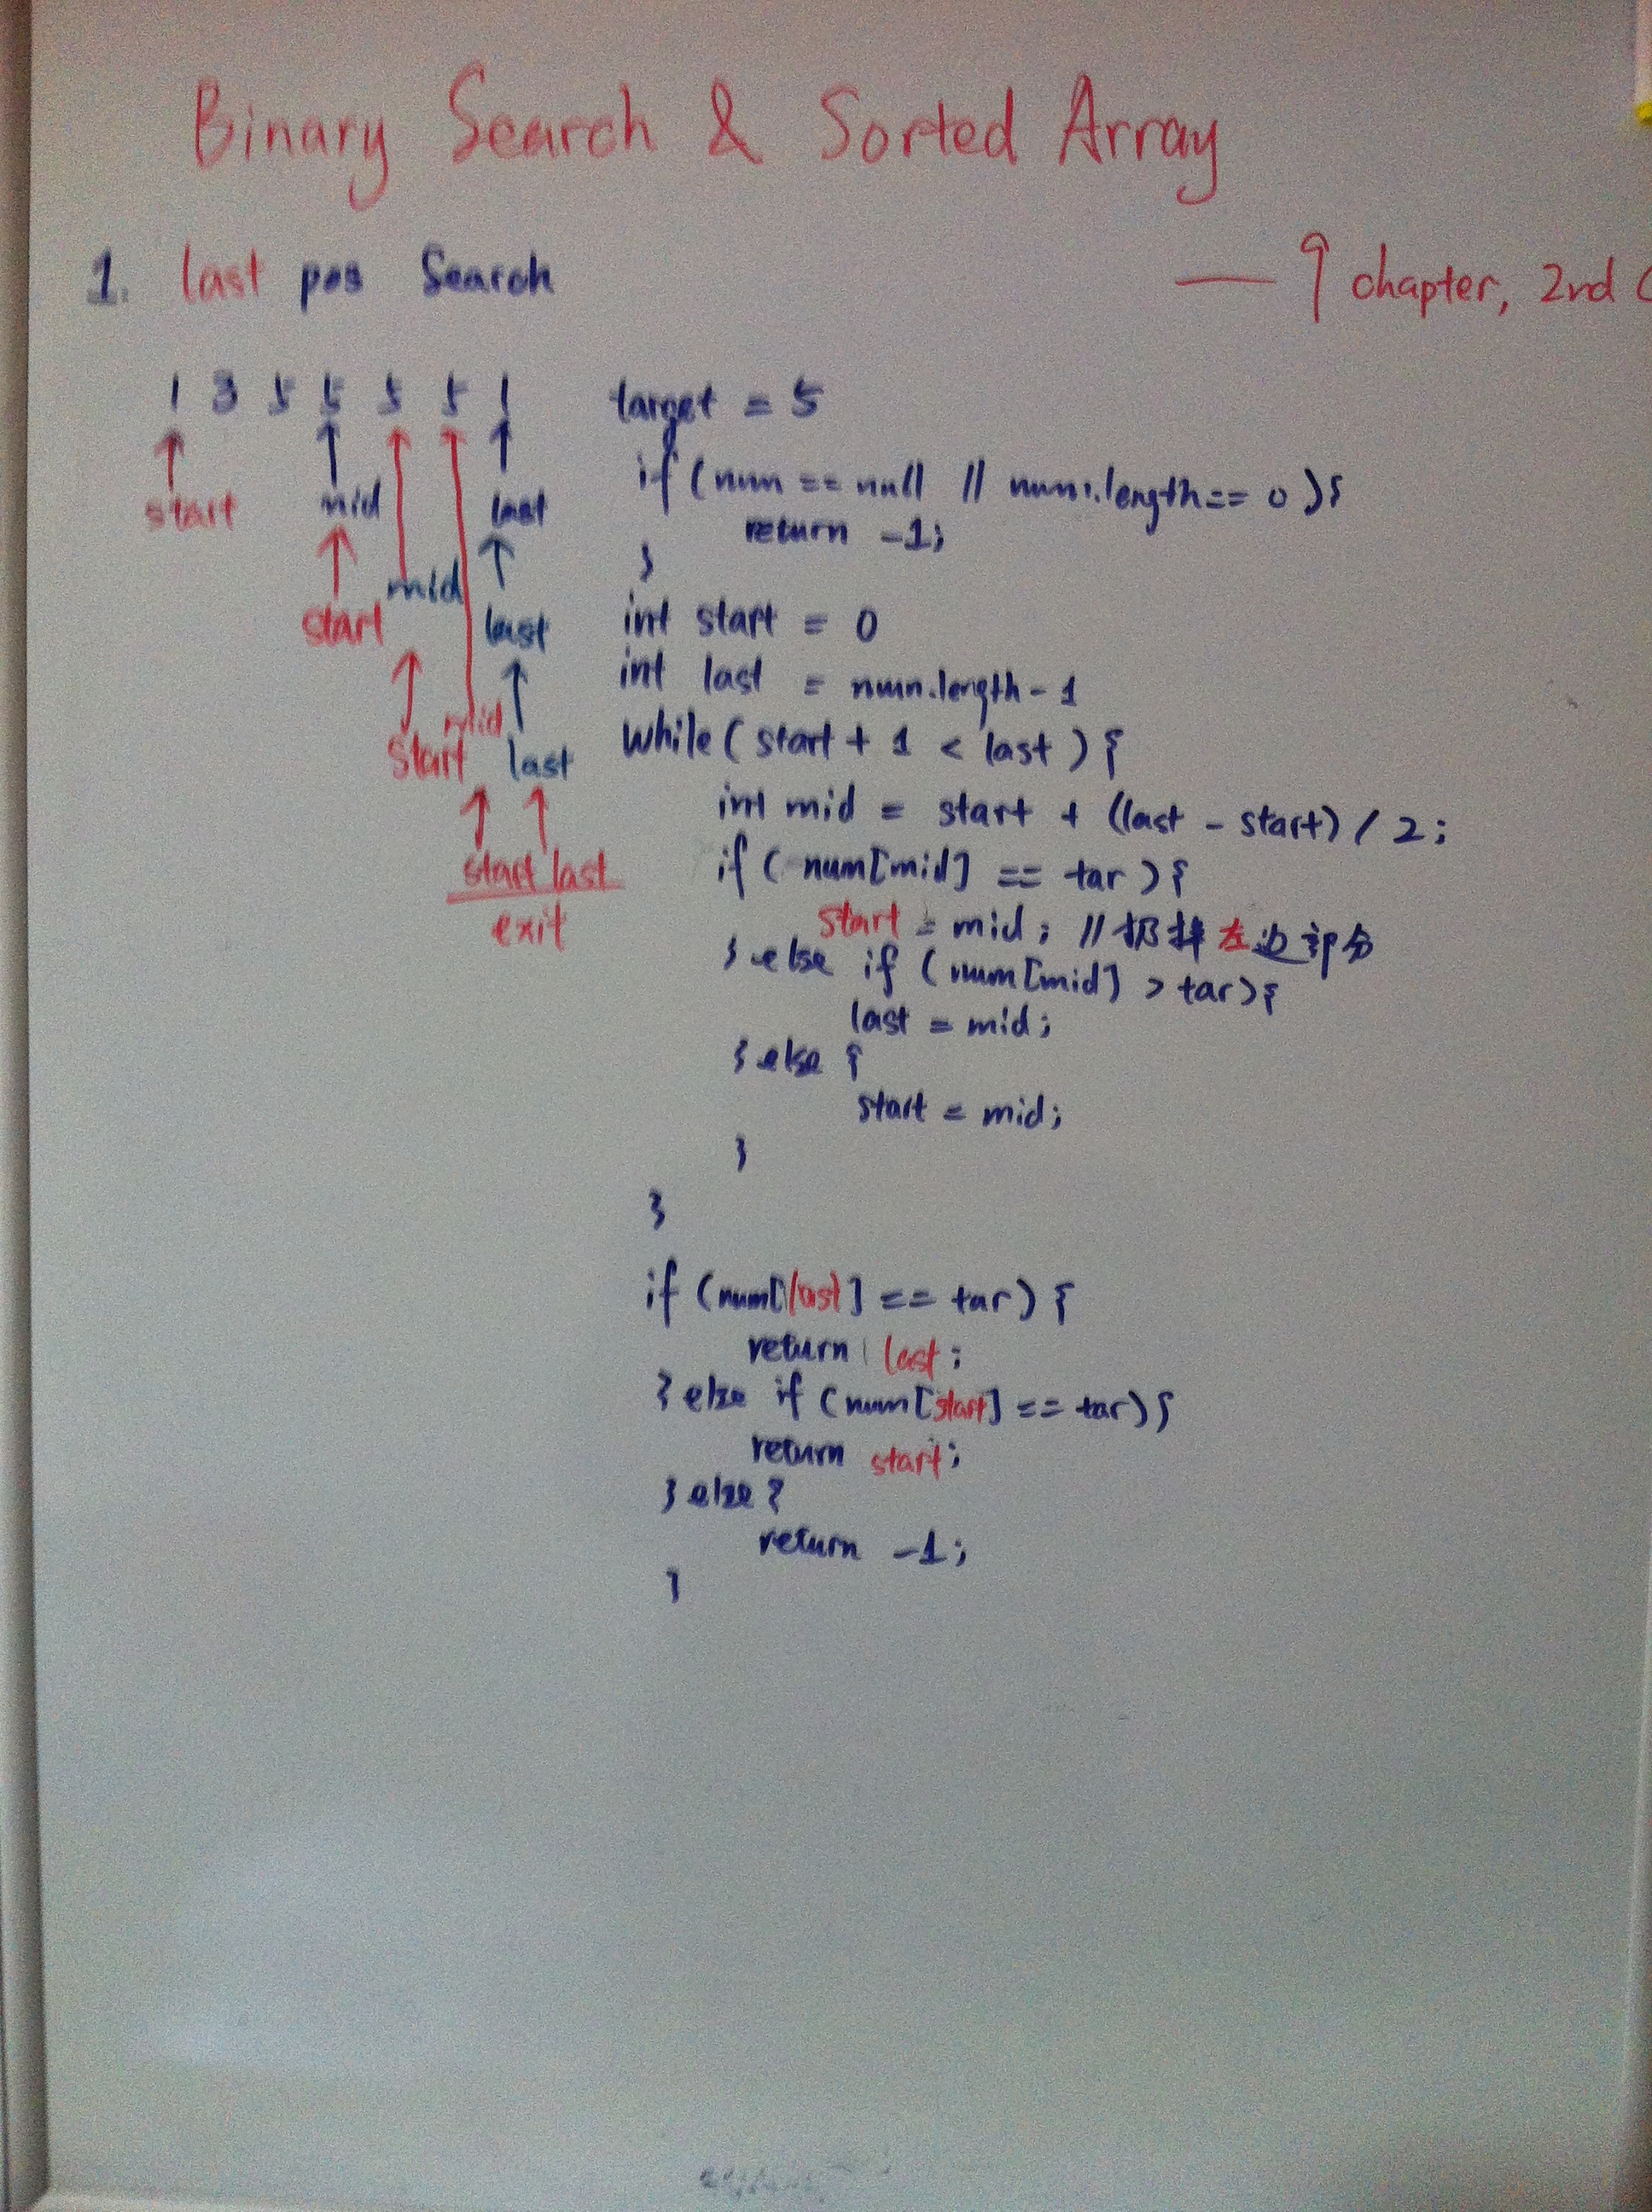 Binary Search & Sorted Array
1. last pos Search
— 9 chapter, 2nd
1 3 5 5 5 5 1
target = 5
start mid last
mid
start last
mid
start last
start last
exit
if (num == null || num.length == 0 ){
return -1;
}
int start = 0
int last = num.length - 1
while ( start + 1 < last ) {
int mid = start + ((last - start) / 2;
if ( num[mid] == tar ) {
start = mid; // 扔掉左边部分
} else if ( num[mid] > tar){
last = mid;
} else {
start = mid;
}
}
if (num[last] == tar) {
return last;
} else if (num[start] == tar) {
return start;
} else {
return -1;
}